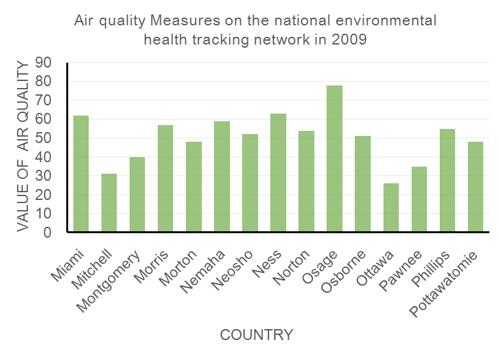 Air quality Measures on the national environmental
health tracking network in 2009
VALUE OF AIR QUALITY
90
80
70
60
50
40
30
20
10
0
Miami
Mitchell
Montgomery
Morris
Morton
Nemaha
Neosho
Ness
Norton
Osage
Osborne
Ottawa
Pawnee
Phillips
Pottawatomie
COUNTRY